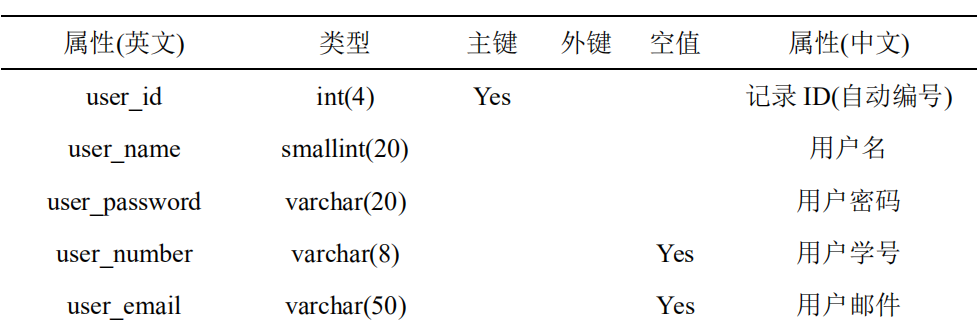 属性(英文) 类型 主键 外键 空值 属性(中文)
user_id int(4) Yes 记录 ID(自动编号)
user_name smallint(20) 用户名
user_password varchar(20) 用户密码
user_number varchar(8) Yes 用户学号
user_email varchar(50) Yes 用户邮件